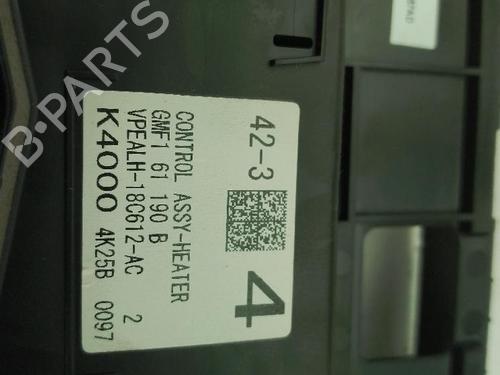 42-3
4
CONTROL ASSY-HEATER
GMF1 61 190 B
VPEALH-18C612-AC 2
K4000 4K25B 0097
B-PARTS